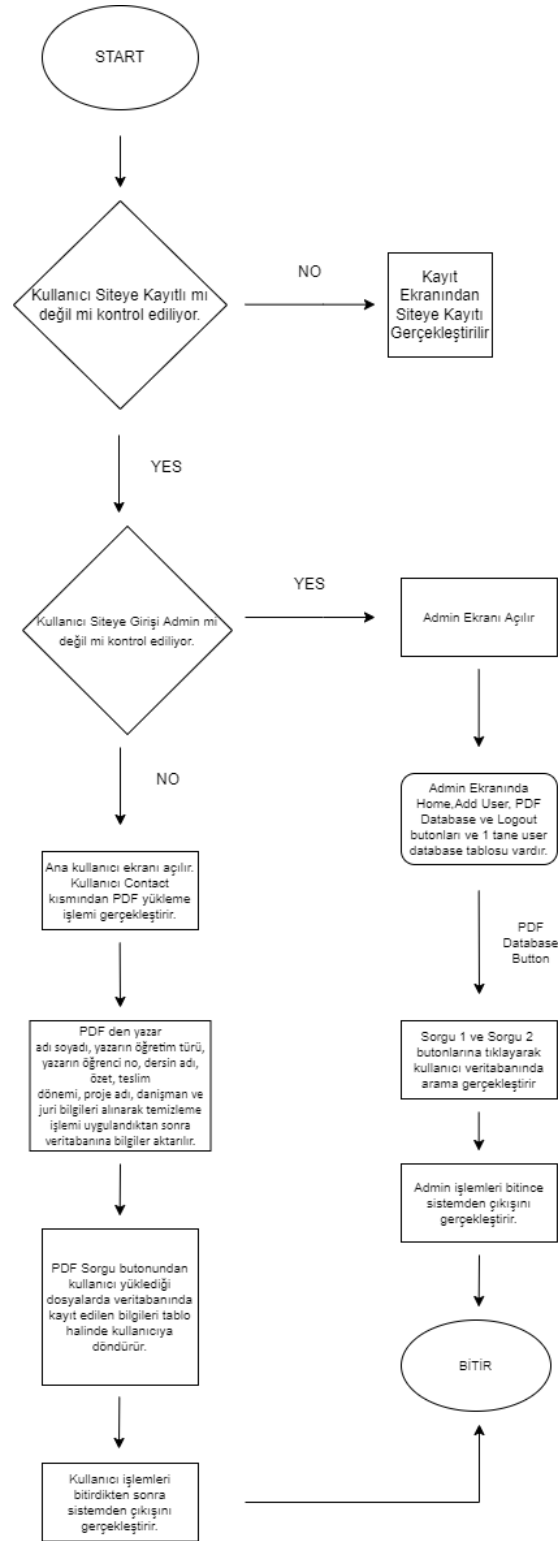 START
Kullanıcı Siteye Kayıtlı mı
değil mi kontrol ediliyor.
NO
Kayıt
Ekranından
Siteye Kayıtı
Gerçekleştirilir
YES
Kullanıcı Siteye Girişi Admin mi
değil mi kontrol ediliyor.
YES
Admin Ekranı Açılır
NO
Admin Ekranında
Home,Add User, PDF
Database ve Logout
butonları ve 1 tane user
database tablosu vardır.
Ana kullanıcı ekranı açılır.
Kullanıcı Contact
kısmından PDF yükleme
işlemi gerçekleştirir.
PDF
Database
Button
PDF den yazar
adı soyadı, yazarın öğretim türü,
yazarın öğrenci no, dersin adı,
özet, teslim
dönemi, proje adı, danişman ve
juri bilgileri alınarak temizleme
işlemi uygulandıktan sonra
veritabanına bilgiler aktarılır.
Sorgu 1 ve Sorgu 2
butonlarına tıklayarak
kullanıcı veritabanında
arama gerçekleştirir
Admin işlemleri bitince
sistemden çıkışını
gerçekleştirir.
PDF Sorgu butonundan
kullanıcı yüklediği
dosyalarda veritabanında
kayıt edilen bilgileri tablo
halinde kullanıcıya
döndürür.
BİTİR
Kullanıcı işlemleri
bitirdikten sonra
sistemden çıkışını
gerçekleştirir.